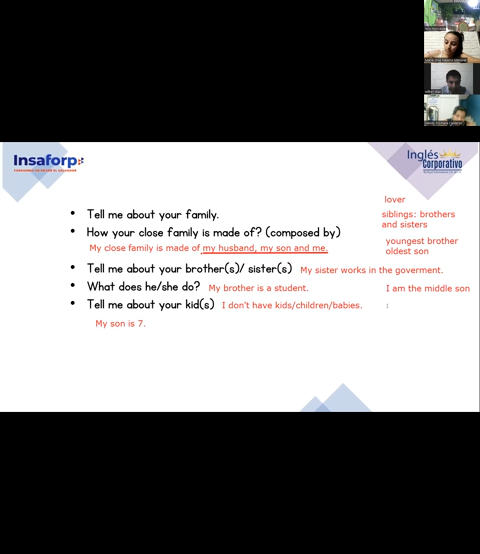 Insaforp
Inglés
Corporativo
lover
Tell me about your family.
siblings: brothers
and sisters
How your close family is made of? (composed by)
youngest brother
My close family is made of my husband, my son and me.
oldest son
Tell me about your brother(s)/ sister(s)
My sister works in the goverment.
What does he/she do?
My brother is a student.
I am the middle son
Tell me about your kid(s)
I don't have kids/children/babies.
:
My son is 7.